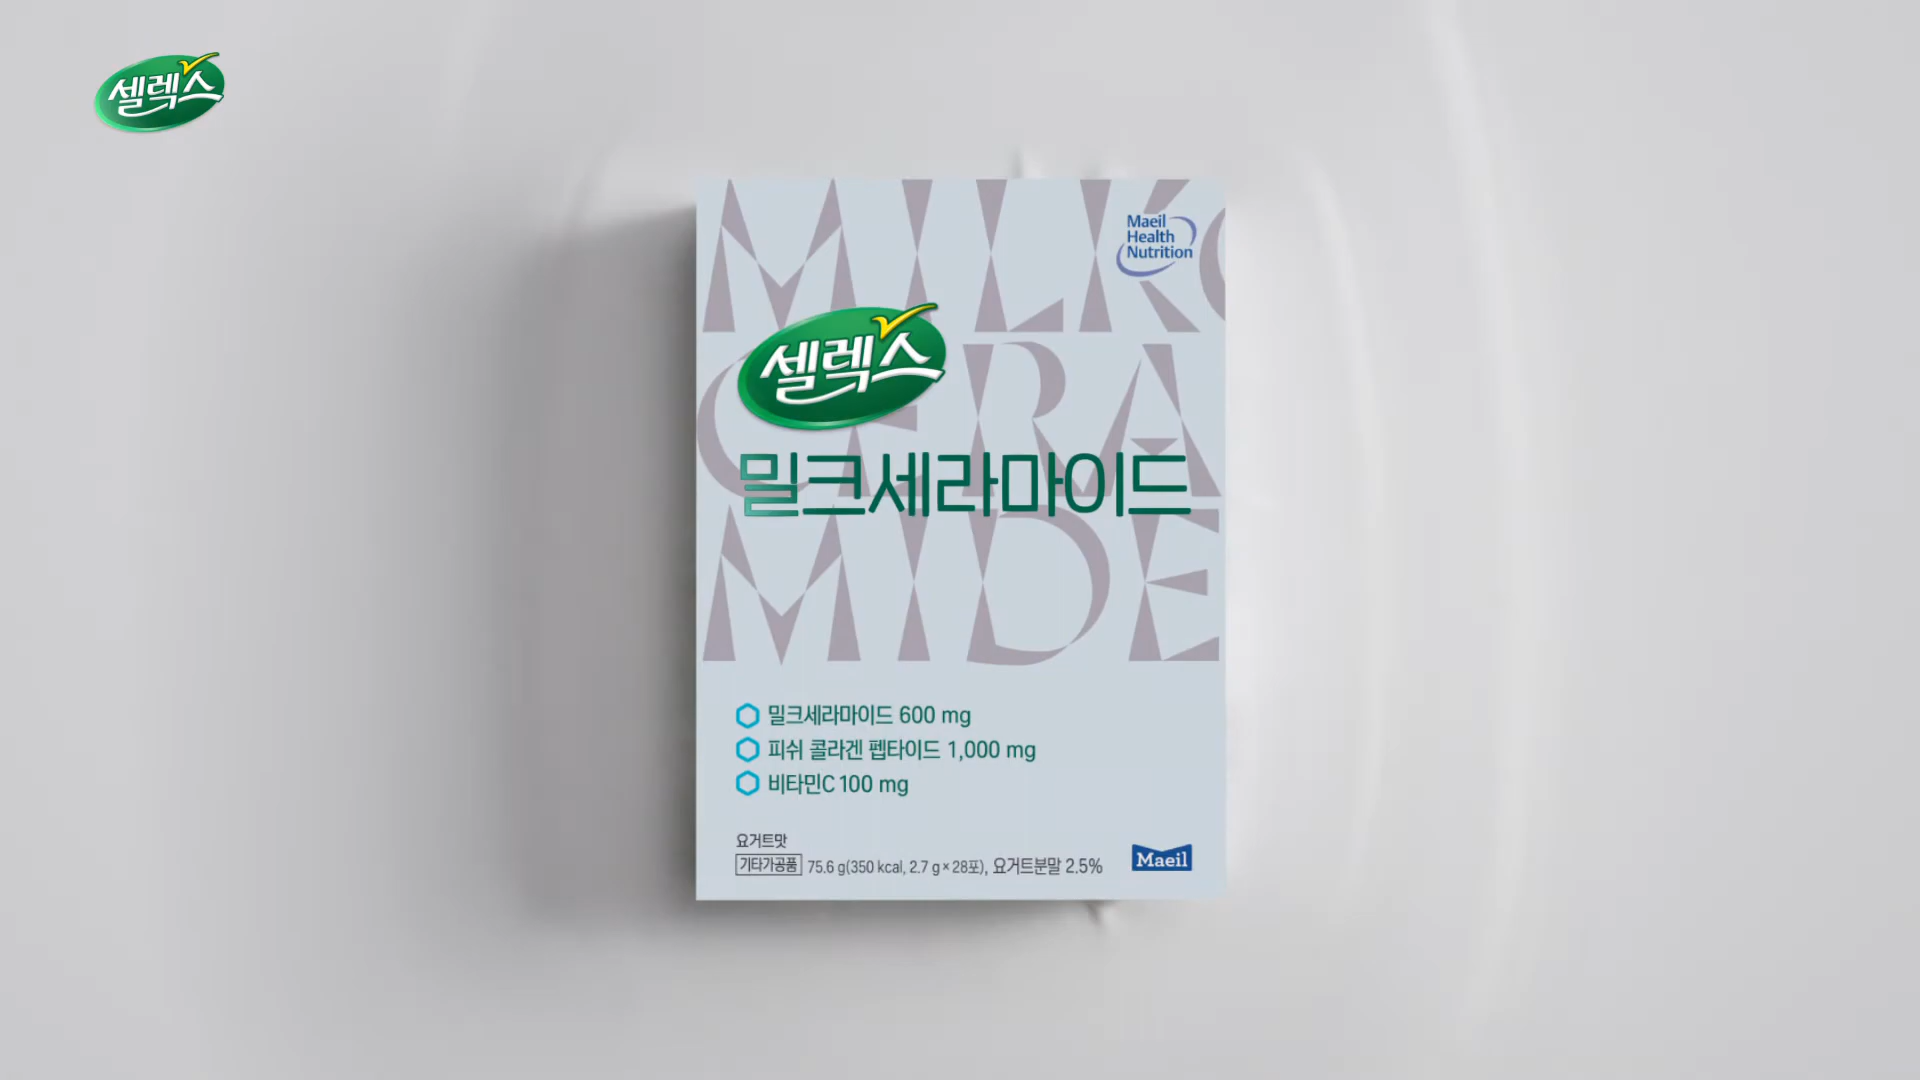 셀렉스
MILK
CERA
MIDE
Maeil
Health
Nutrition
셀렉스
밀크세라마이드
밀크세라마이드 600 mg
피쉬 콜라겐 펩타이드 1,000 mg
비타민C 100 mg
요거트맛
기타가공품 75.6 g(350 kcal, 2.7 g × 28포), 요거트분말 2.5%
Maeil